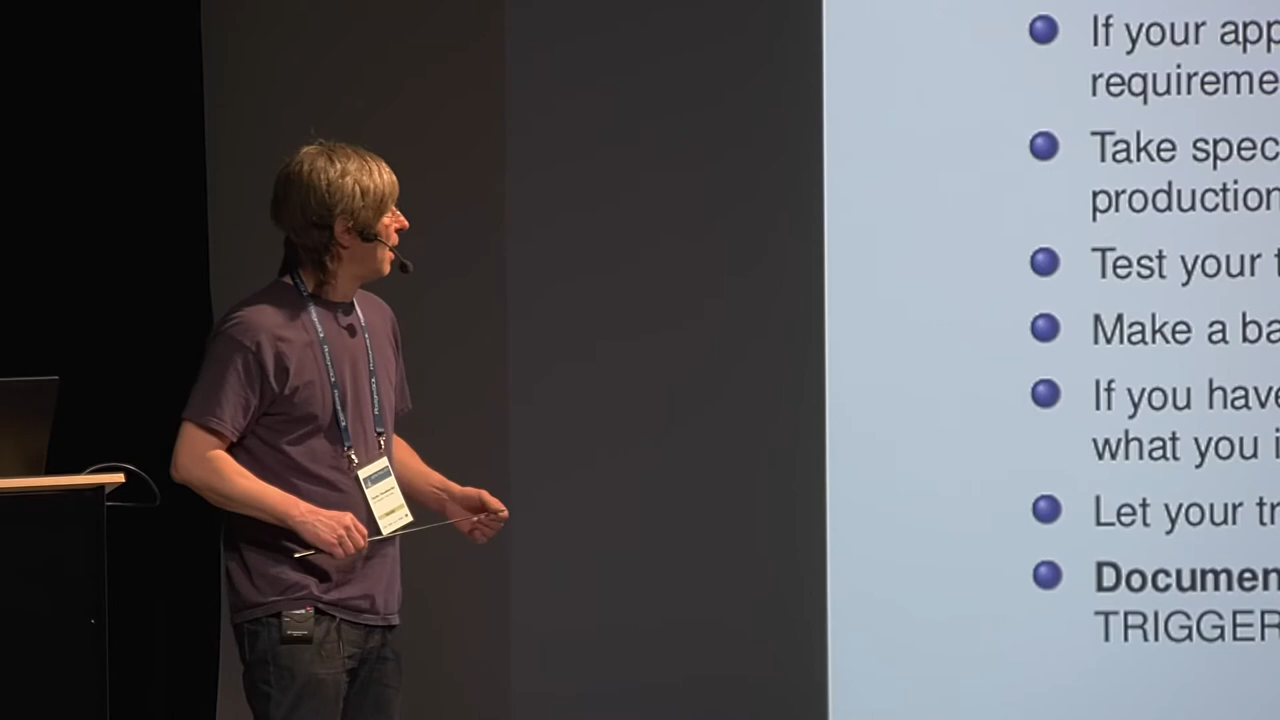 If your app
requireme
Take spec
production
Test your t
Make a ba
If you have
what you i
Let your tr
Documen
TRIGGER
PostgreSQL